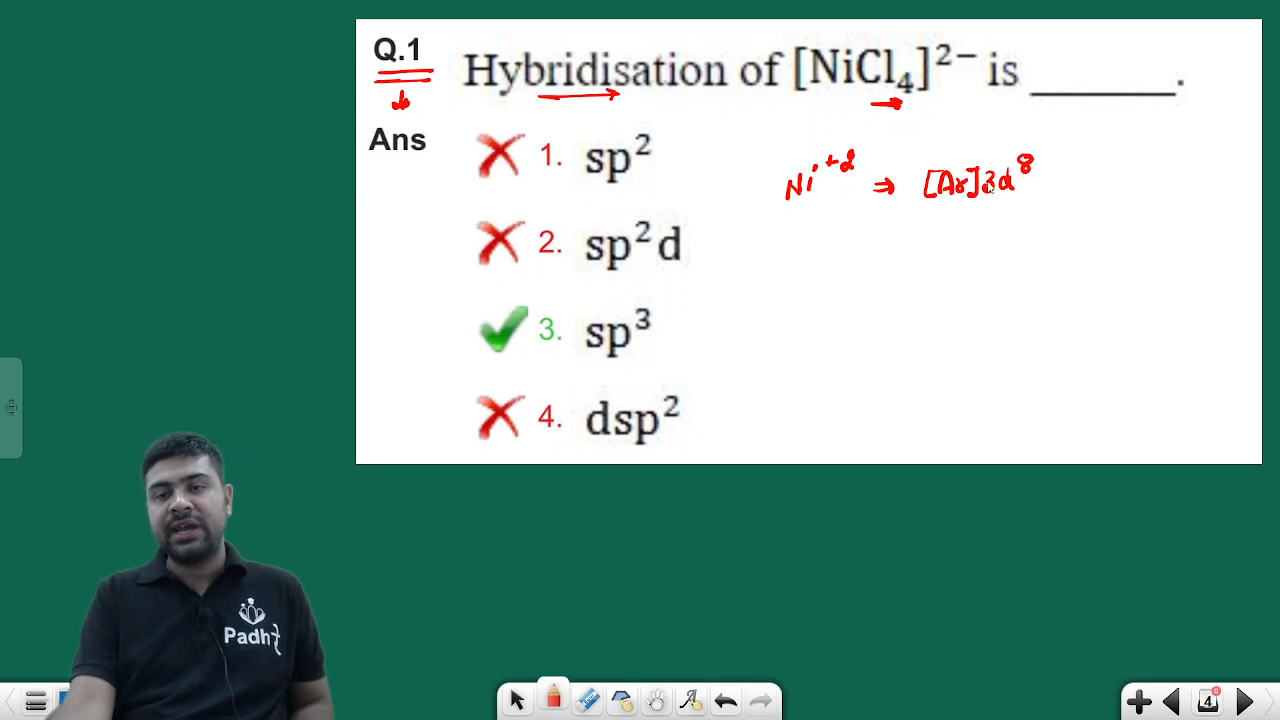 Q.1 Hybridisation of [NiCl₄]²⁻ is ______.
Ans
1. sp²
Ni⁺² ⇒ [Ar]3d⁸
2. sp²d
3. sp³
4. dsp²
Padh
4